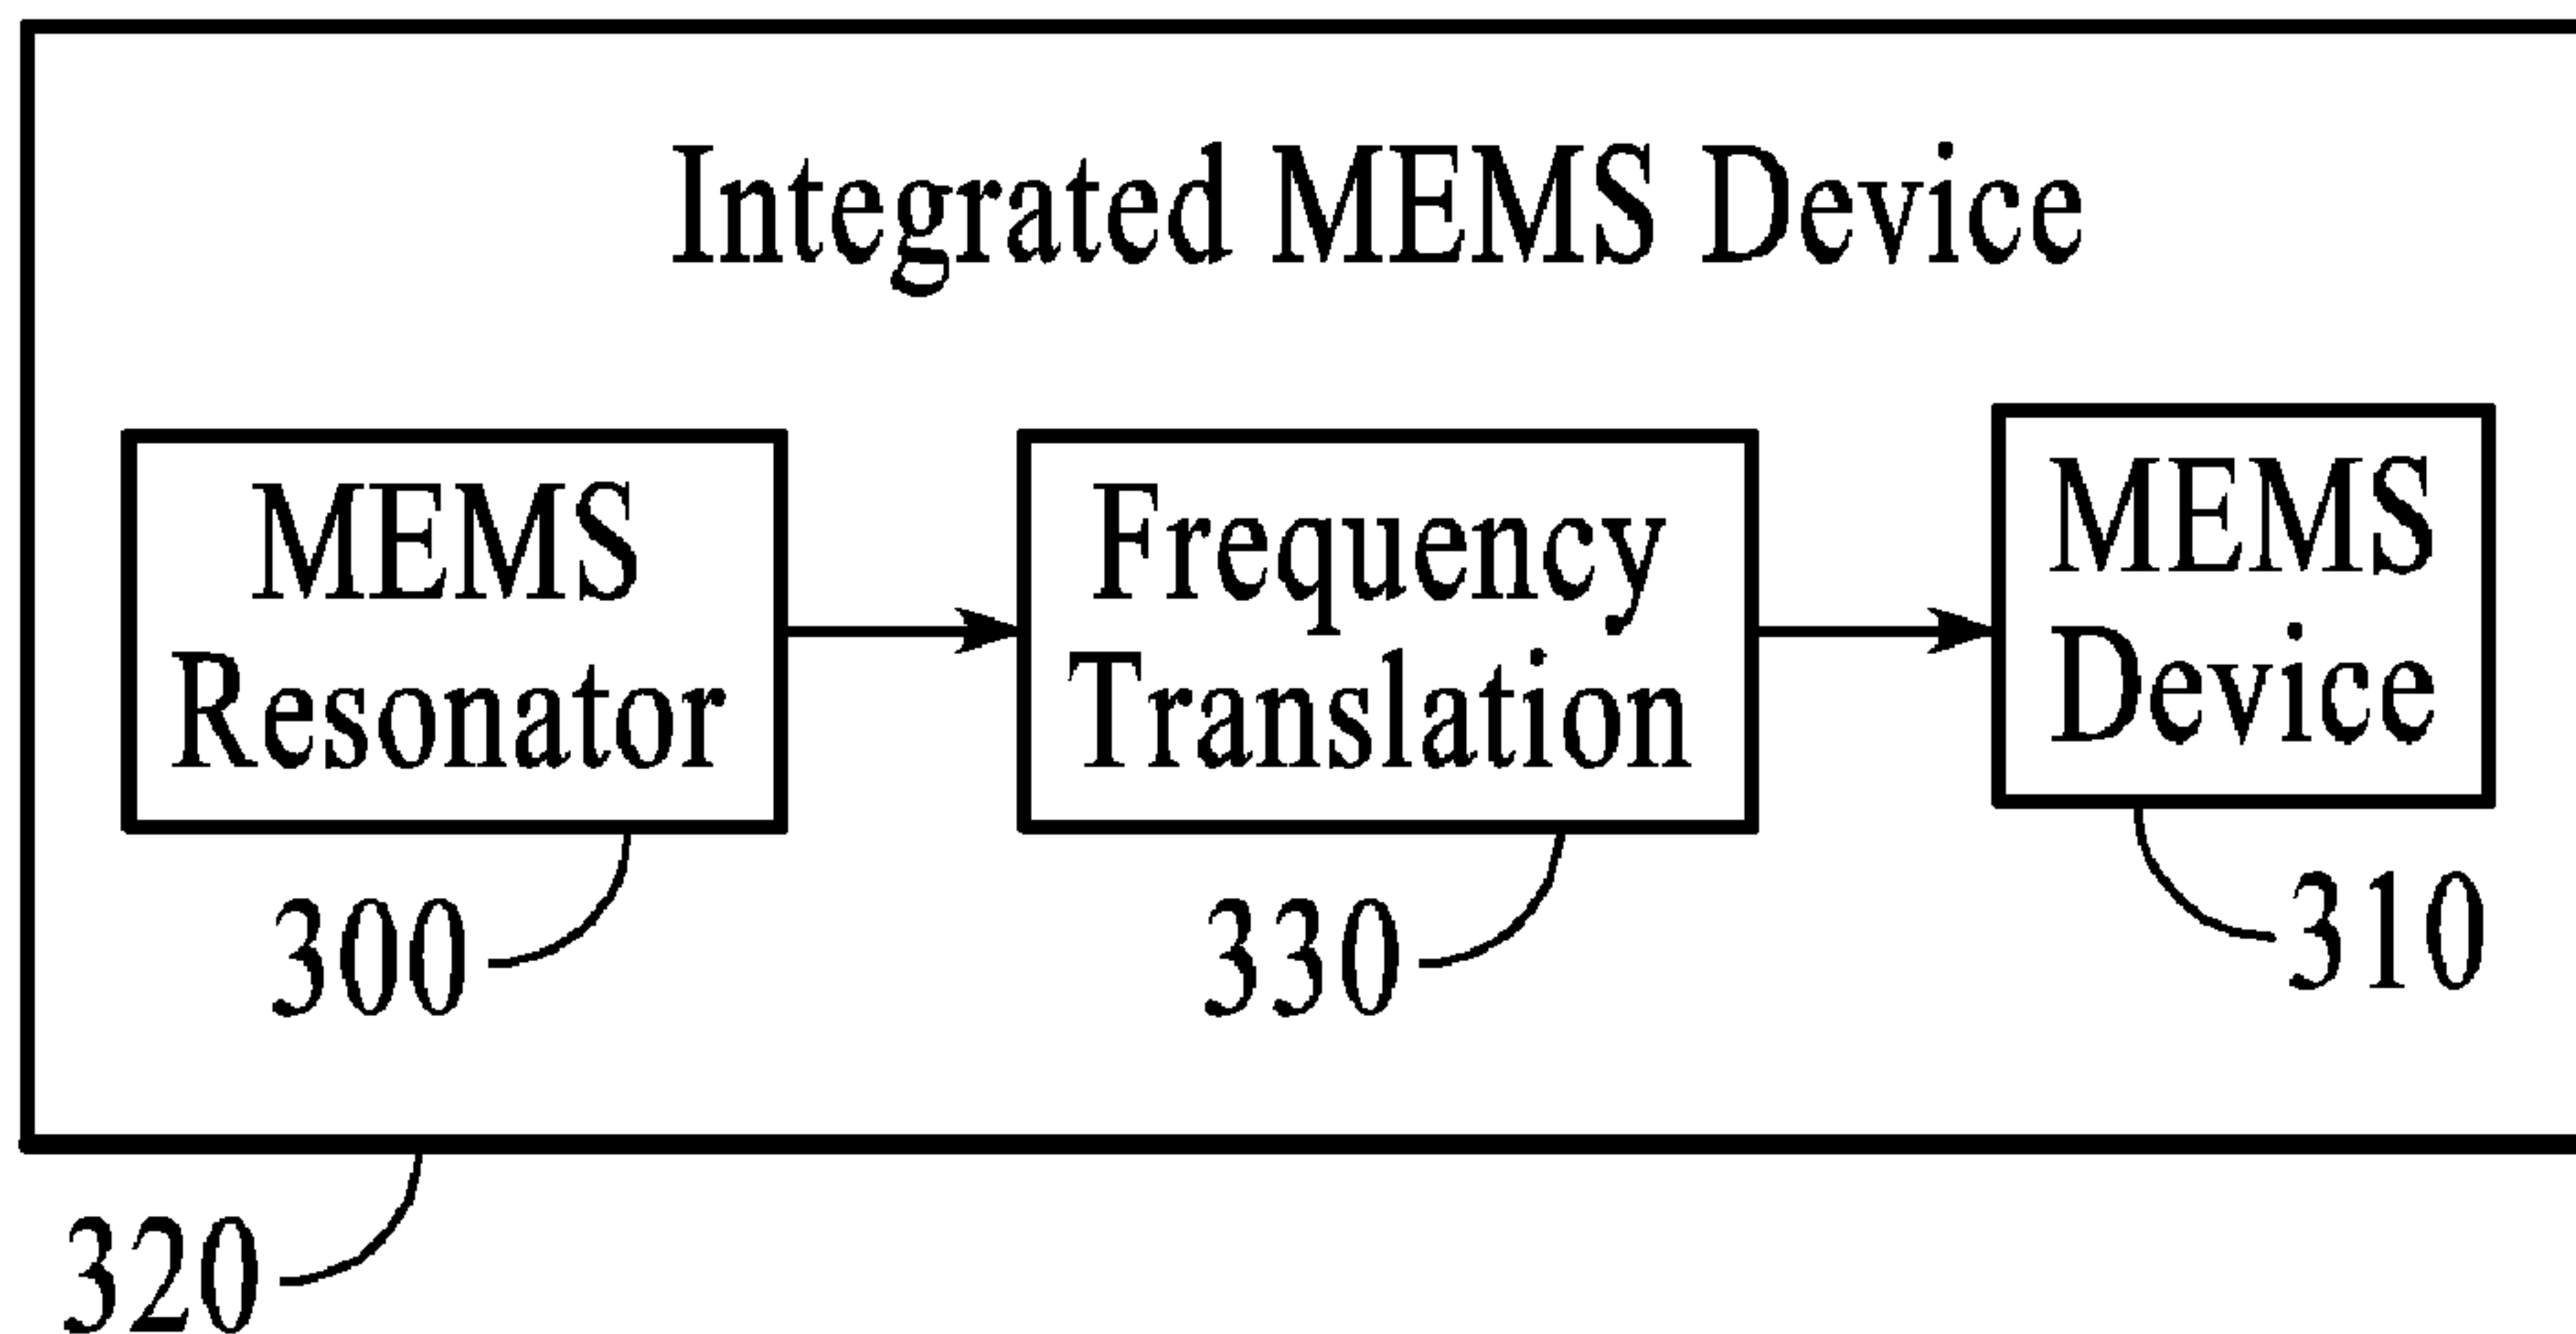 Integrated MEMS Device
MEMS
Resonator
Frequency
Translation
MEMS
Device
300
330
310
320